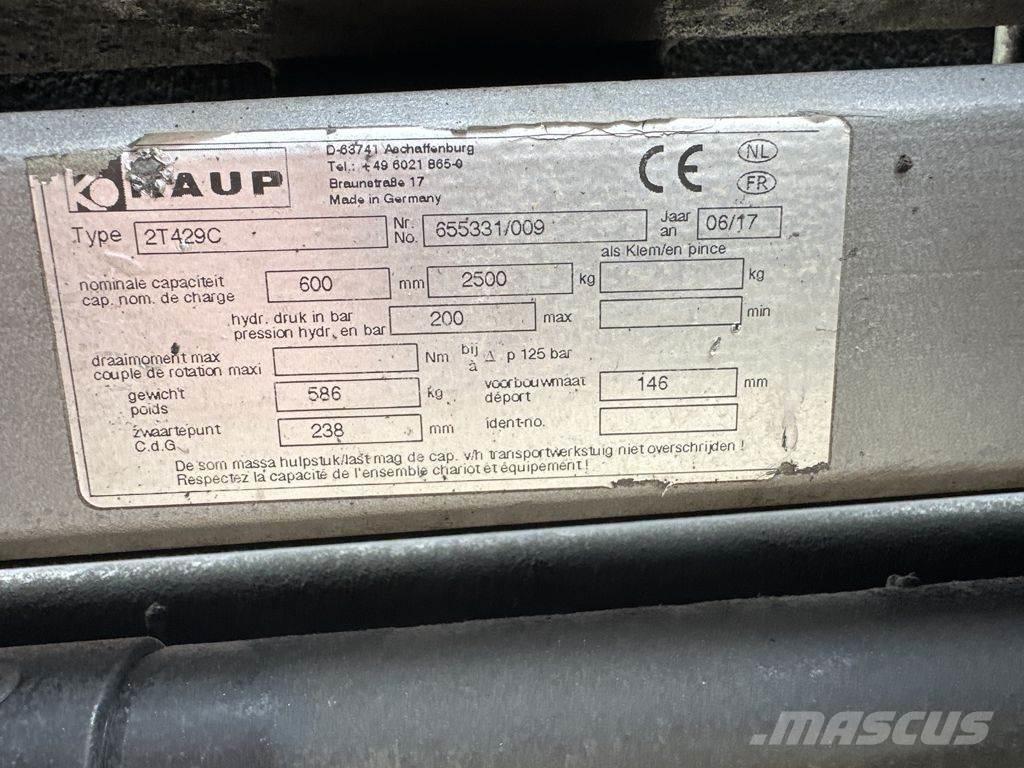 KAUP
D-63741 Aschaffenburg
Tel.: +49 6021 865-0
Braunstraße 17
Made in Germany
CE
NL
FR
Type 2T429C Nr. No. 655331/009 Jaar an 06/17
als Klem/en pince
nominale capaciteit
cap. nom. de charge 600 mm 2500 kg kg
hydr. druk in bar
pression hydr. en bar 200 max min
draaimoment max
couple de rotation maxi Nm bij à Δ p 125 bar
gewicht
poids 586 kg voorbouwmaat déport 146 mm
zwaartepunt
C.d.G. 238 mm ident-no.
De som massa hulpstuk/last mag de cap. v/h transportwerkstuig niet overschrijden !
Respectez la capacité de l'ensemble chariot et équipement !
MASCUS